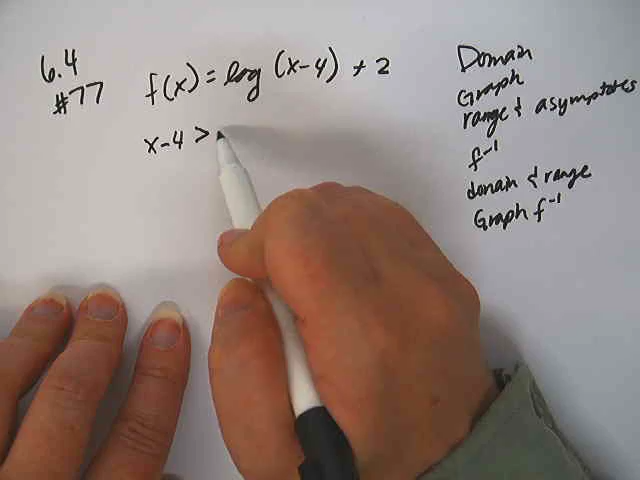 6.4
#77
f(x) = log (x-4) + 2
x-4 >
Domain
Graph
range & asymptotes
f⁻¹
domain & range
Graph f⁻¹